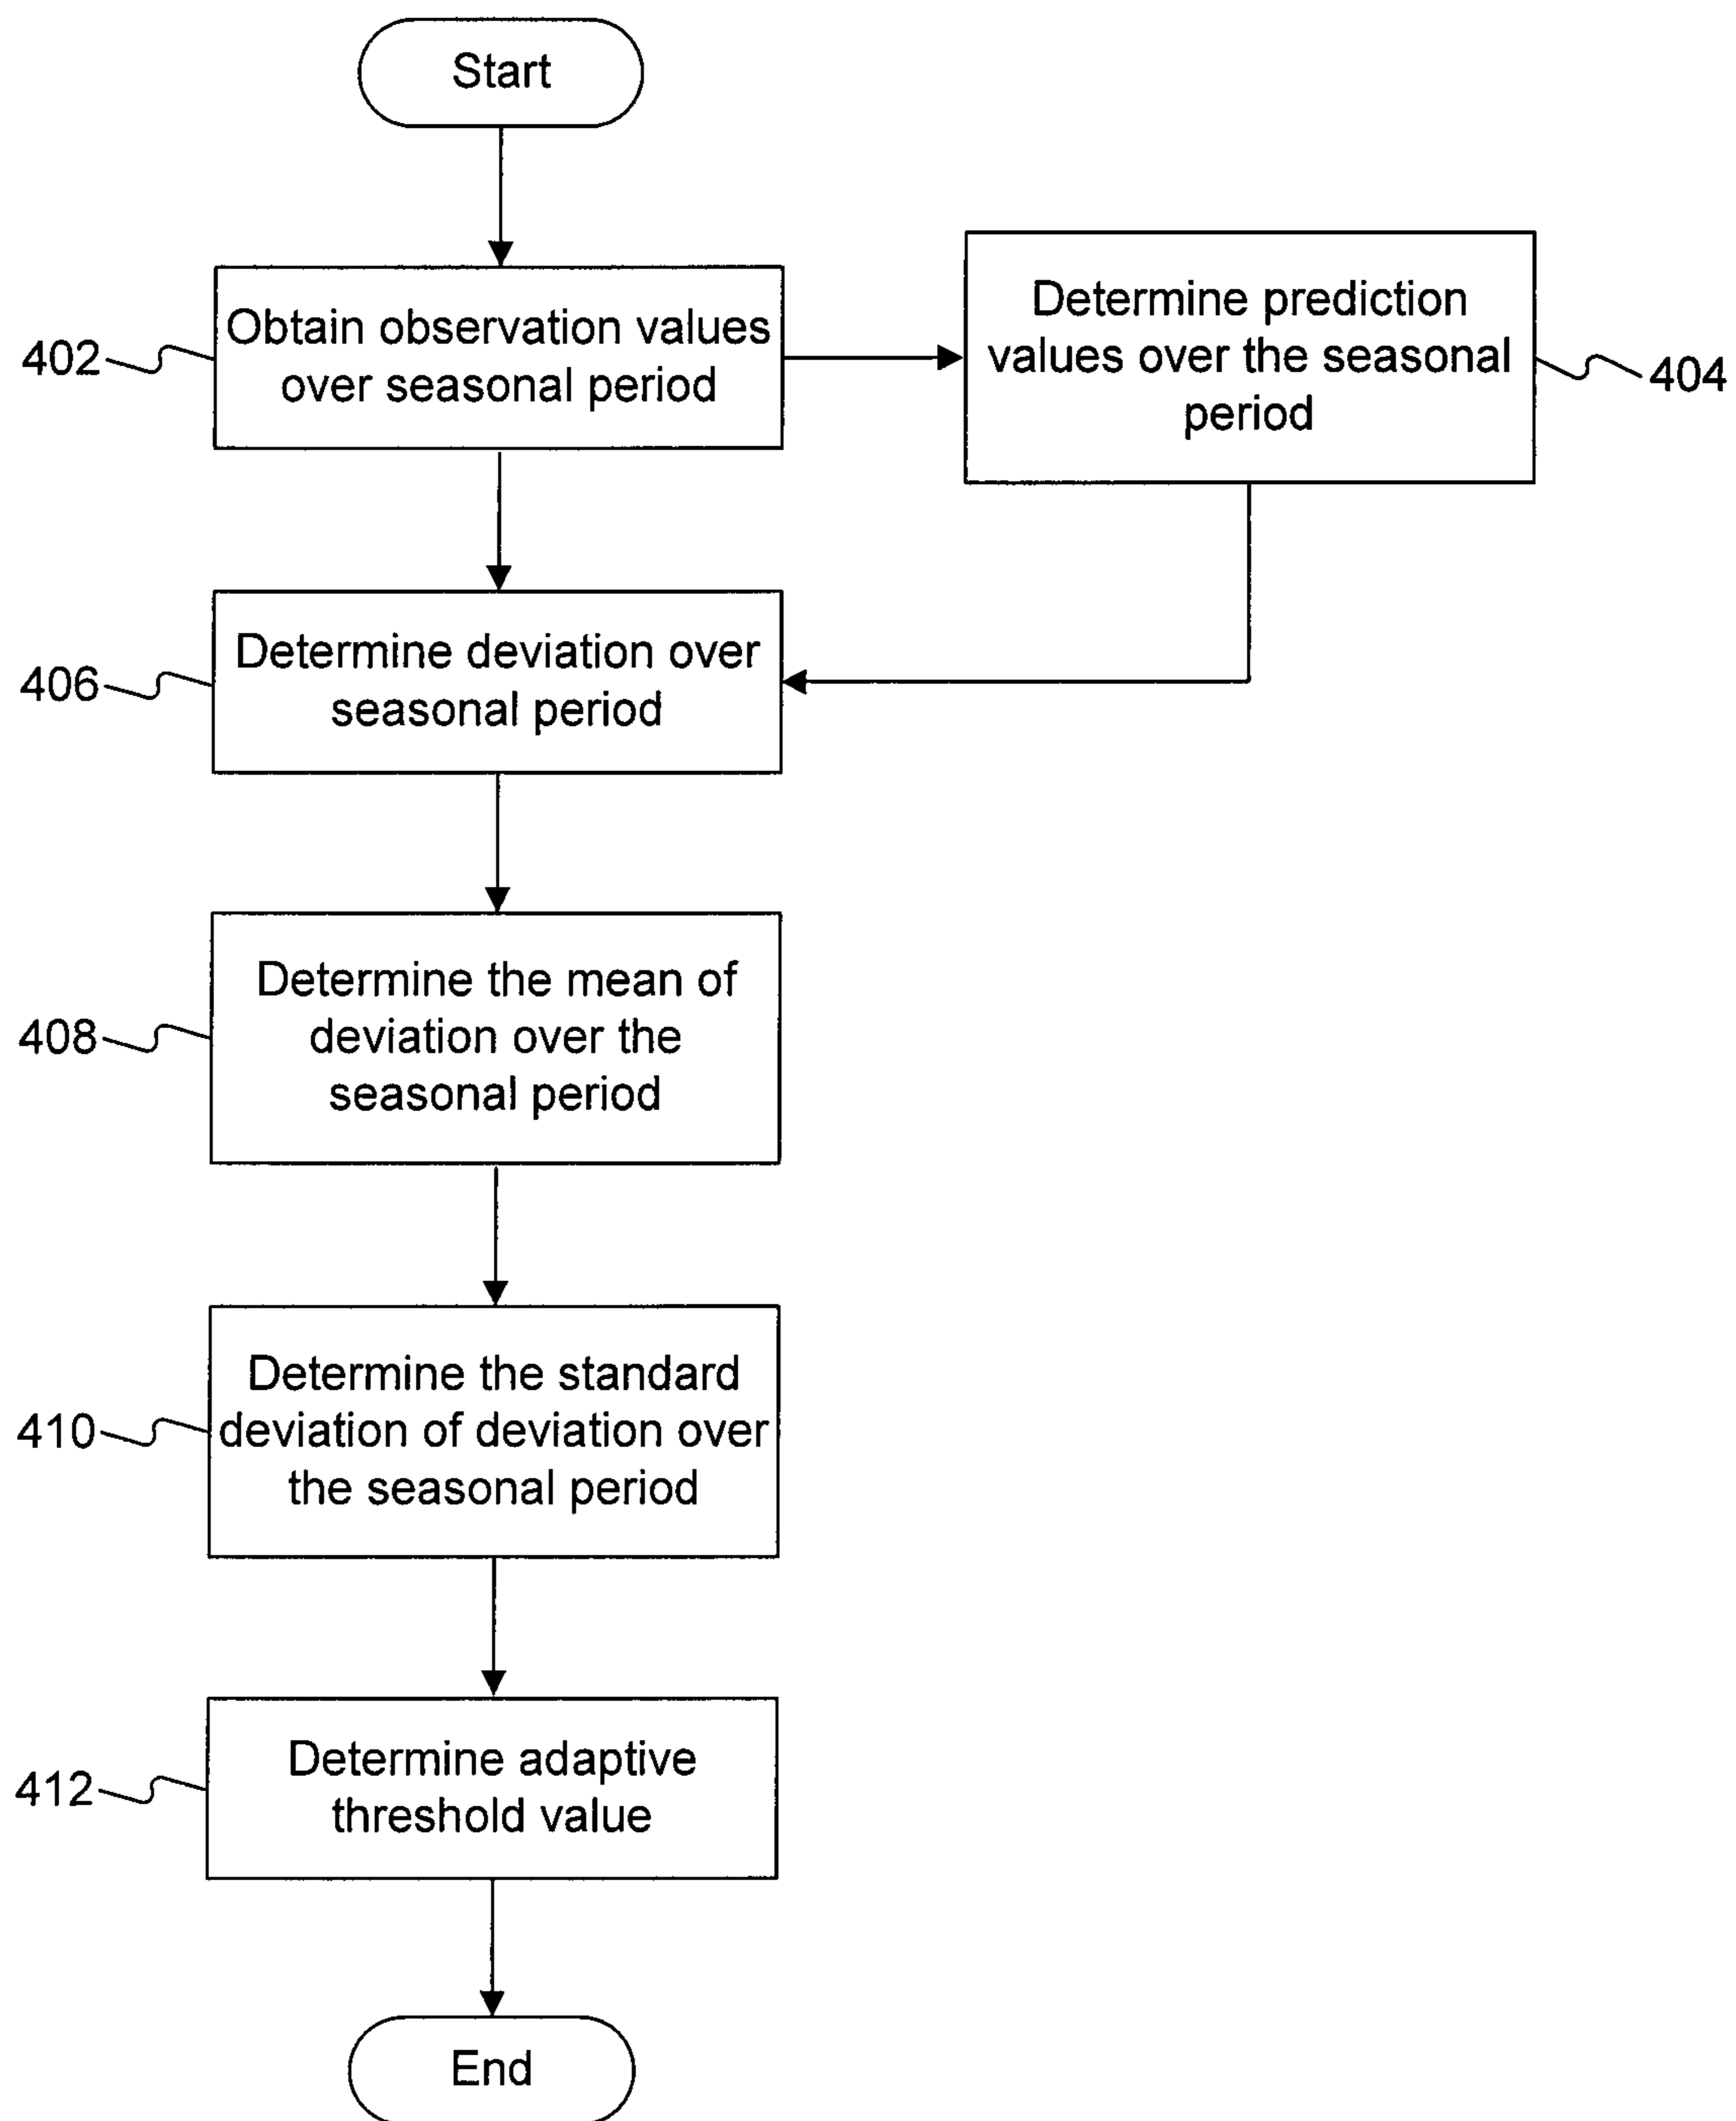 Start
402
Obtain observation values
over seasonal period
Determine prediction
values over the seasonal
period
404
406
Determine deviation over
seasonal period
408
Determine the mean of
deviation over the
seasonal period
410
Determine the standard
deviation of deviation over
the seasonal period
412
Determine adaptive
threshold value
End